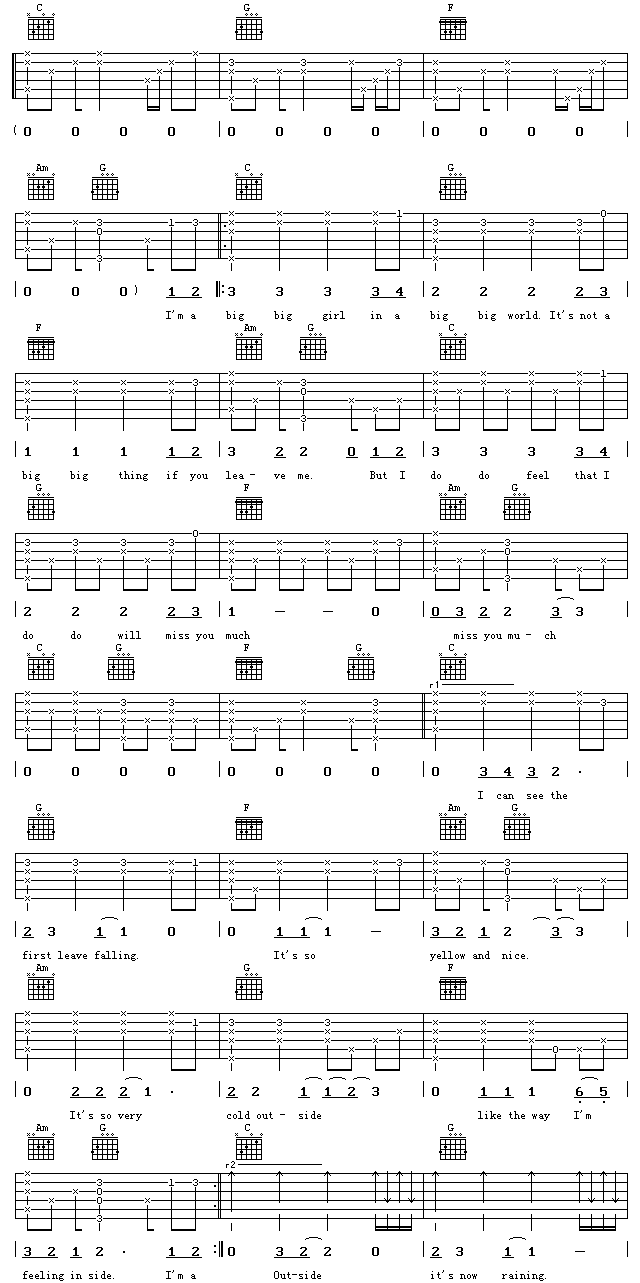 C G F
( 0 0 0 0 | 0 0 0 0 | 0 0 0 0 |
Am G C G
| 0 0 0 ) 1 2 |: 3 3 3 3 4 | 2 2 2 2 3 |
I'm a big big girl in a big big world. It's not a
F Am G C
| 1 1 1 1 2 | 3 2 2 0 1 2 | 3 3 3 3 4 |
big big thing if you lea - ve me. But I do do feel that I
G F Am G
| 2 2 2 2 3 | 1 - - 0 | 0 3 2 2 3 3 |
do do will miss you much miss you mu - ch
C G F G C
r1
| 0 0 0 0 | 0 0 0 0 | 0 3 4 3 2 · |
I can see the
G F Am G
| 2 3 1 1 0 | 0 1 1 1 - | 3 2 1 2 3 3 |
first leave falling. It's so yellow and nice.
Am G F
| 0 2 2 2 1 · | 2 2 1 1 2 3 | 0 1 1 1 6 5 |
It's so very cold out - side like the way I'm
Am G C G
r2
| 3 2 1 2 · 1 2 :| 0 3 2 2 0 | 2 3 1 1 - |
feeling in side. I'm a Out-side it's now raining.